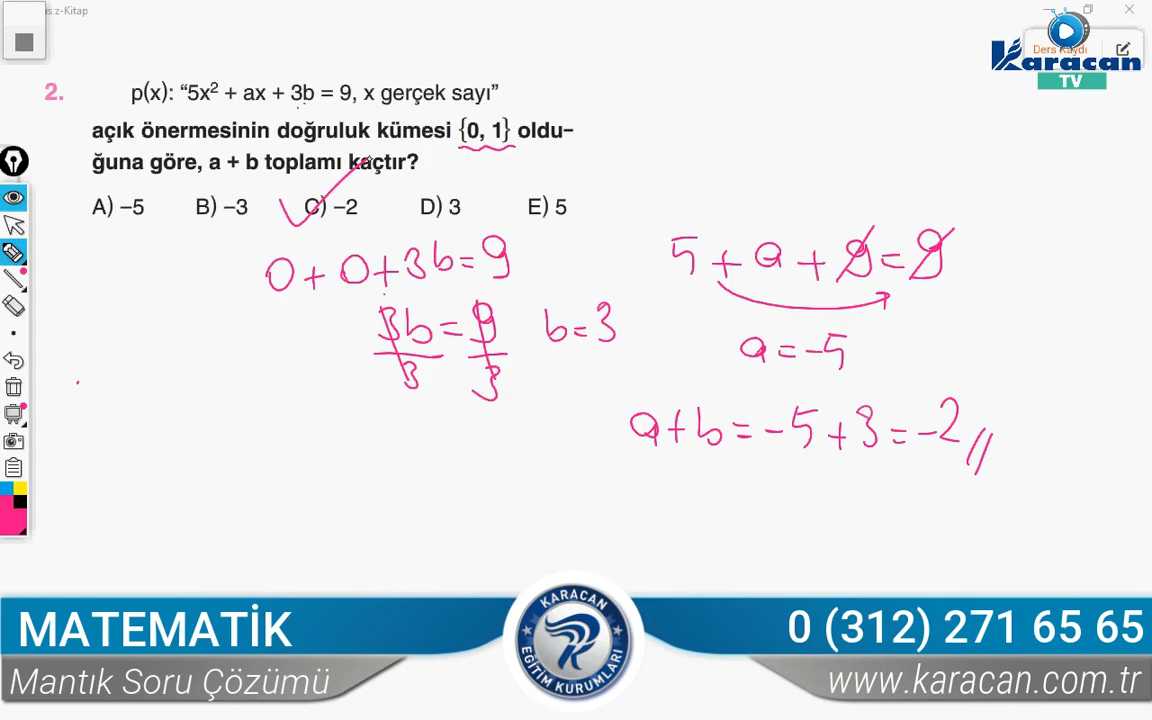 s z-Kitap
Ders Kaydı
Karacan
TV
2. p(x): “5x² + ax + 3b = 9, x gerçek sayı”
açık önermesinin doğruluk kümesi {0, 1} oldu-
ğuna göre, a + b toplamı kaçtır?
A) –5 B) –3 C) –2 D) 3 E) 5
0 + 0 + 3b = 9
3b = 9 b = 3
3 3
5 + a + 9 = 9
a = -5
a + b = -5 + 3 = -2 //
MATEMATİK
Mantık Soru Çözümü
KARACAN
EĞİTİM KURUMLARI
0 (312) 271 65 65
www.karacan.com.tr